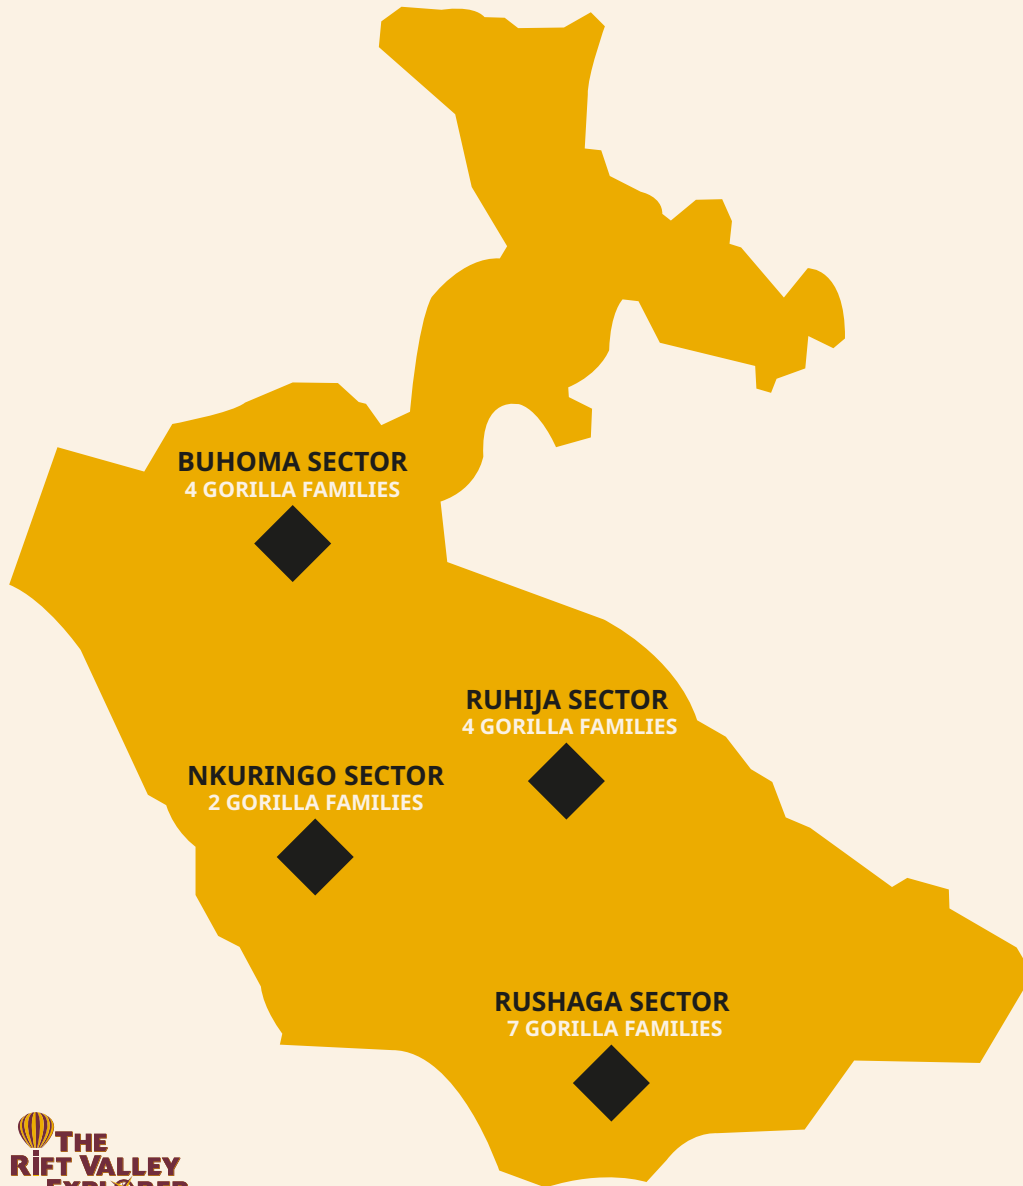 BUHOMA SECTOR
4 GORILLA FAMILIES
RUHIJA SECTOR
4 GORILLA FAMILIES
NKURINGO SECTOR
2 GORILLA FAMILIES
RUSHAGA SECTOR
7 GORILLA FAMILIES
THE
RIFT VALLEY
EXPLORER